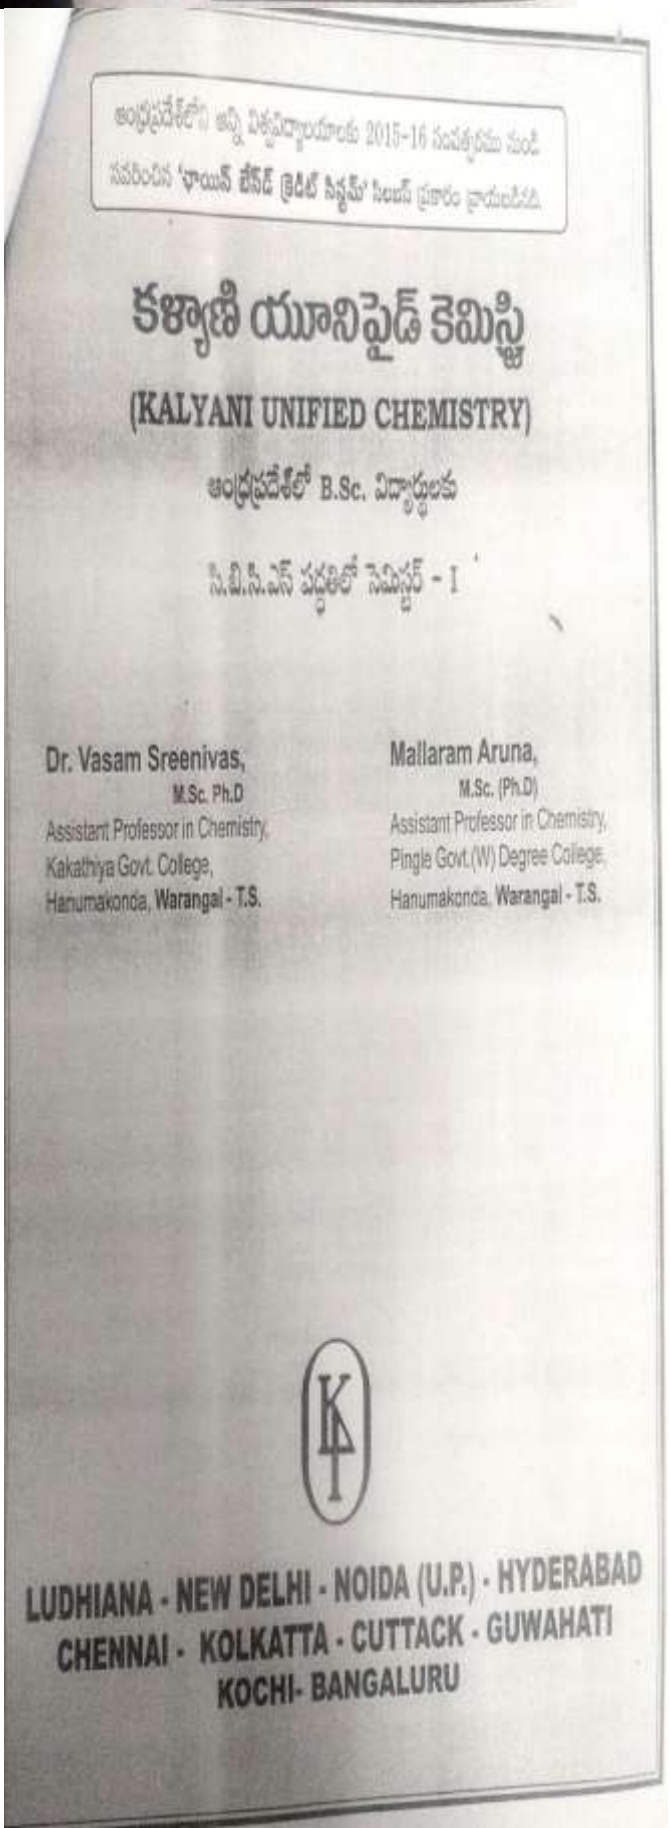 ఆంధ్రప్రదేశ్‌లోని అన్ని విశ్వవిద్యాలయాలకు 2015-16 సంవత్సరము నుండి
సవరించిన 'ఛాయిస్ బేస్‌డ్ క్రెడిట్ సిస్టమ్' సిలబస్ ప్రకారం వ్రాయబడినది.
కళ్యాణి యూనిఫైడ్ కెమిస్ట్రి
(KALYANI UNIFIED CHEMISTRY)
ఆంధ్రప్రదేశ్‌లో B.Sc. విద్యార్థులకు
సి.బి.సి.ఎస్ పద్ధతిలో సెమిస్టర్ - I
Dr. Vasam Sreenivas,
M.Sc. Ph.D
Assistant Professor in Chemistry,
Kakathiya Govt. College,
Hanumakonda, Warangal - T.S.
Mallaram Aruna,
M.Sc. (Ph.D)
Assistant Professor in Chemistry,
Pingle Govt.(W) Degree College,
Hanumakonda, Warangal - T.S.
LUDHIANA - NEW DELHI - NOIDA (U.P.) - HYDERABAD
CHENNAI - KOLKATTA - CUTTACK - GUWAHATI
KOCHI- BANGALURU